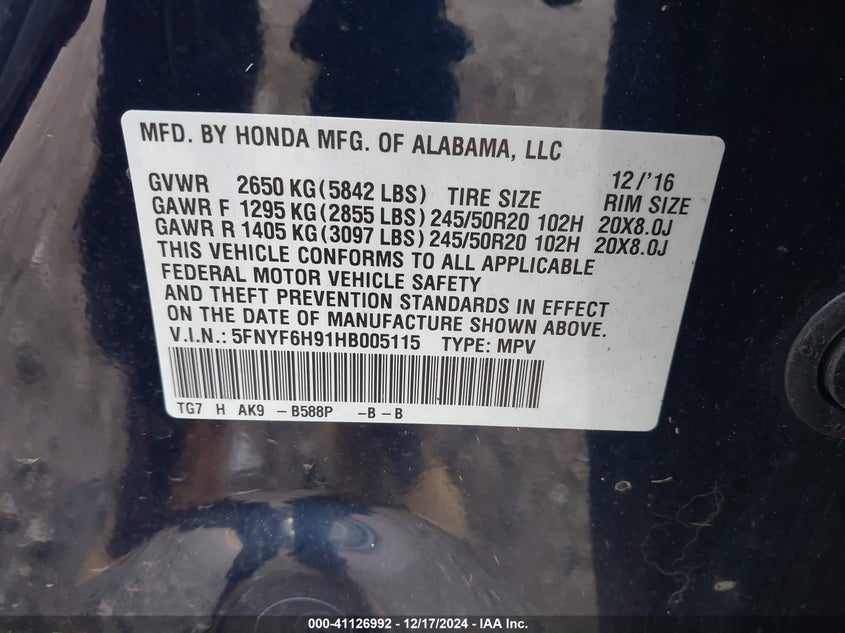 MFD. BY HONDA MFG. OF ALABAMA, LLC
12/'16
GVWR 2650 KG(5842 LBS) TIRE SIZE RIM SIZE
GAWR F 1295 KG(2855 LBS)245/50R20 102H 20X8.0J
GAWR R 1405 KG(3097 LBS)245/50R20 102H 20X8.0J
THIS VEHICLE CONFORMS TO ALL APPLICABLE
FEDERAL MOTOR VEHICLE SAFETY
AND THEFT PREVENTION STANDARDS IN EFFECT
ON THE DATE OF MANUFACTURE SHOWN ABOVE.
V.I.N.: 5FNYF6H91HB005115 TYPE: MPV
TG7 H AK9 -B588P -B-B
000-41126992 - 12/17/2024 - IAA Inc.